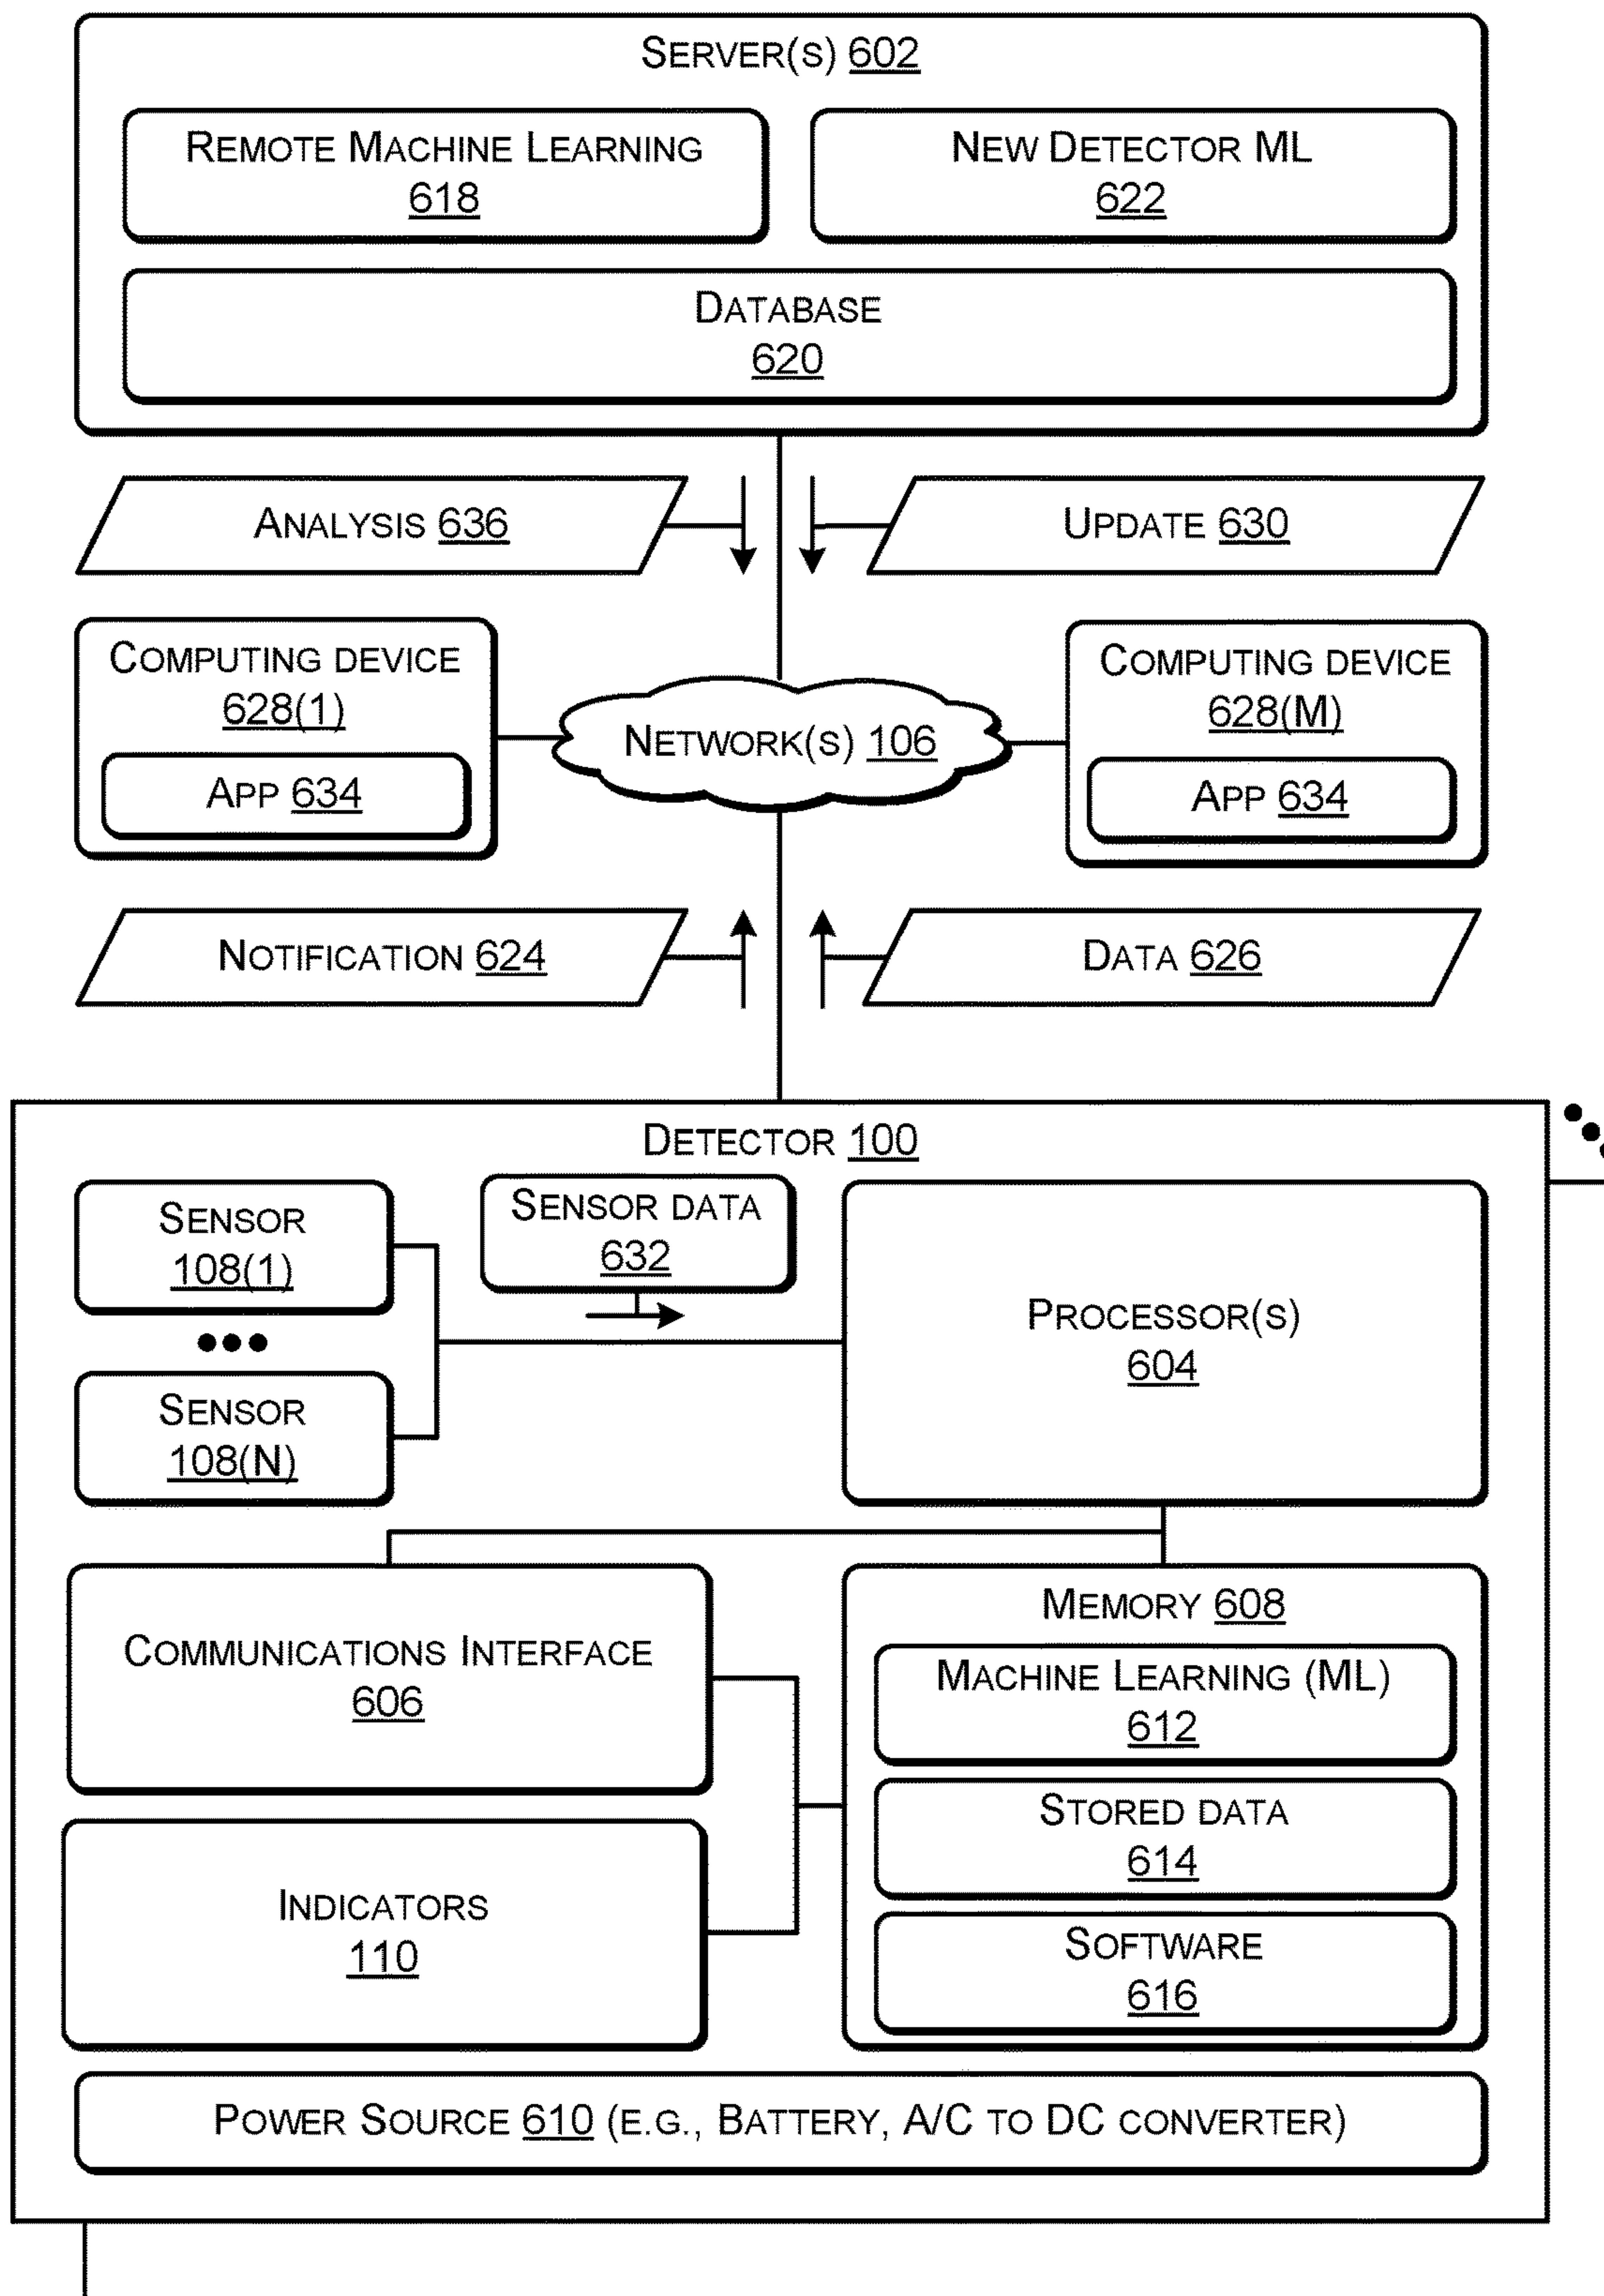 SERVER(S) 602
REMOTE MACHINE LEARNING
618
NEW DETECTOR ML
622
DATABASE
620
ANALYSIS 636
UPDATE 630
COMPUTING DEVICE
628(1)
APP 634
NETWORK(S) 106
COMPUTING DEVICE
628(M)
APP 634
NOTIFICATION 624
DATA 626
DETECTOR 100
SENSOR
108(1)
SENSOR DATA
632
PROCESSOR(S)
604
SENSOR
108(N)
COMMUNICATIONS INTERFACE
606
MEMORY 608
MACHINE LEARNING (ML)
612
STORED DATA
614
SOFTWARE
616
INDICATORS
110
POWER SOURCE 610 (E.G., BATTERY, A/C TO DC CONVERTER)